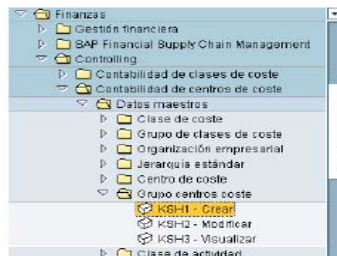 Finanzas
Gestión financiera
SAP Financial Supply Chain Management
Controlling
Contabilidad de clases de coste
Contabilidad de centros de coste
Datos maestros
Clase de coste
Grupo de clases de coste
Organización empresarial
Jerarquía estándar
Centro de coste
Grupo centros coste
KSH1 - Crear
KSH2 - Modificar
KSH3 - Visualizar
Clase de actividad